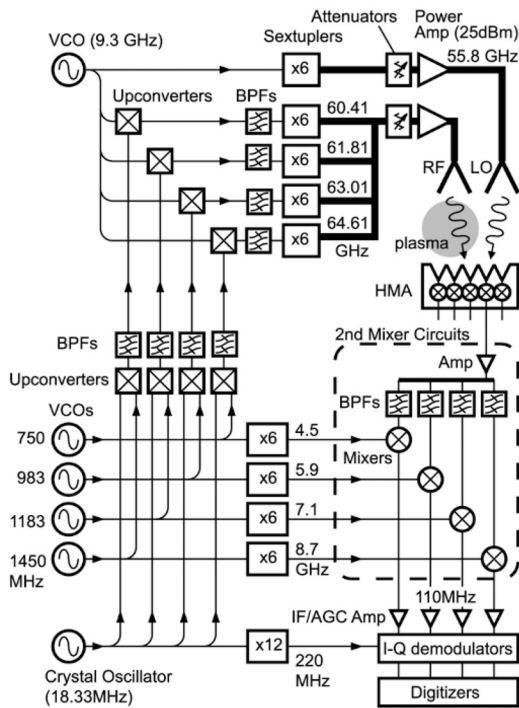 VCO (9.3 GHz)
Sextuplers
Attenuators
Power
Amp (25dBm)
x6
55.8 GHz
Upconverters
BPFs
x6
60.41
x6
61.81
x6
63.01
x6
64.61
GHz
RF
LO
plasma
HMA
2nd Mixer Circuits
Amp
BPFs
BPFs
Upconverters
VCOs
750
x6
4.5
Mixers
983
x6
5.9
1183
x6
7.1
1450
MHz
x6
8.7
GHz
110MHz
IF/AGC Amp
x12
220
MHz
I-Q demodulators
Crystal Oscillator
(18.33MHz)
Digitizers